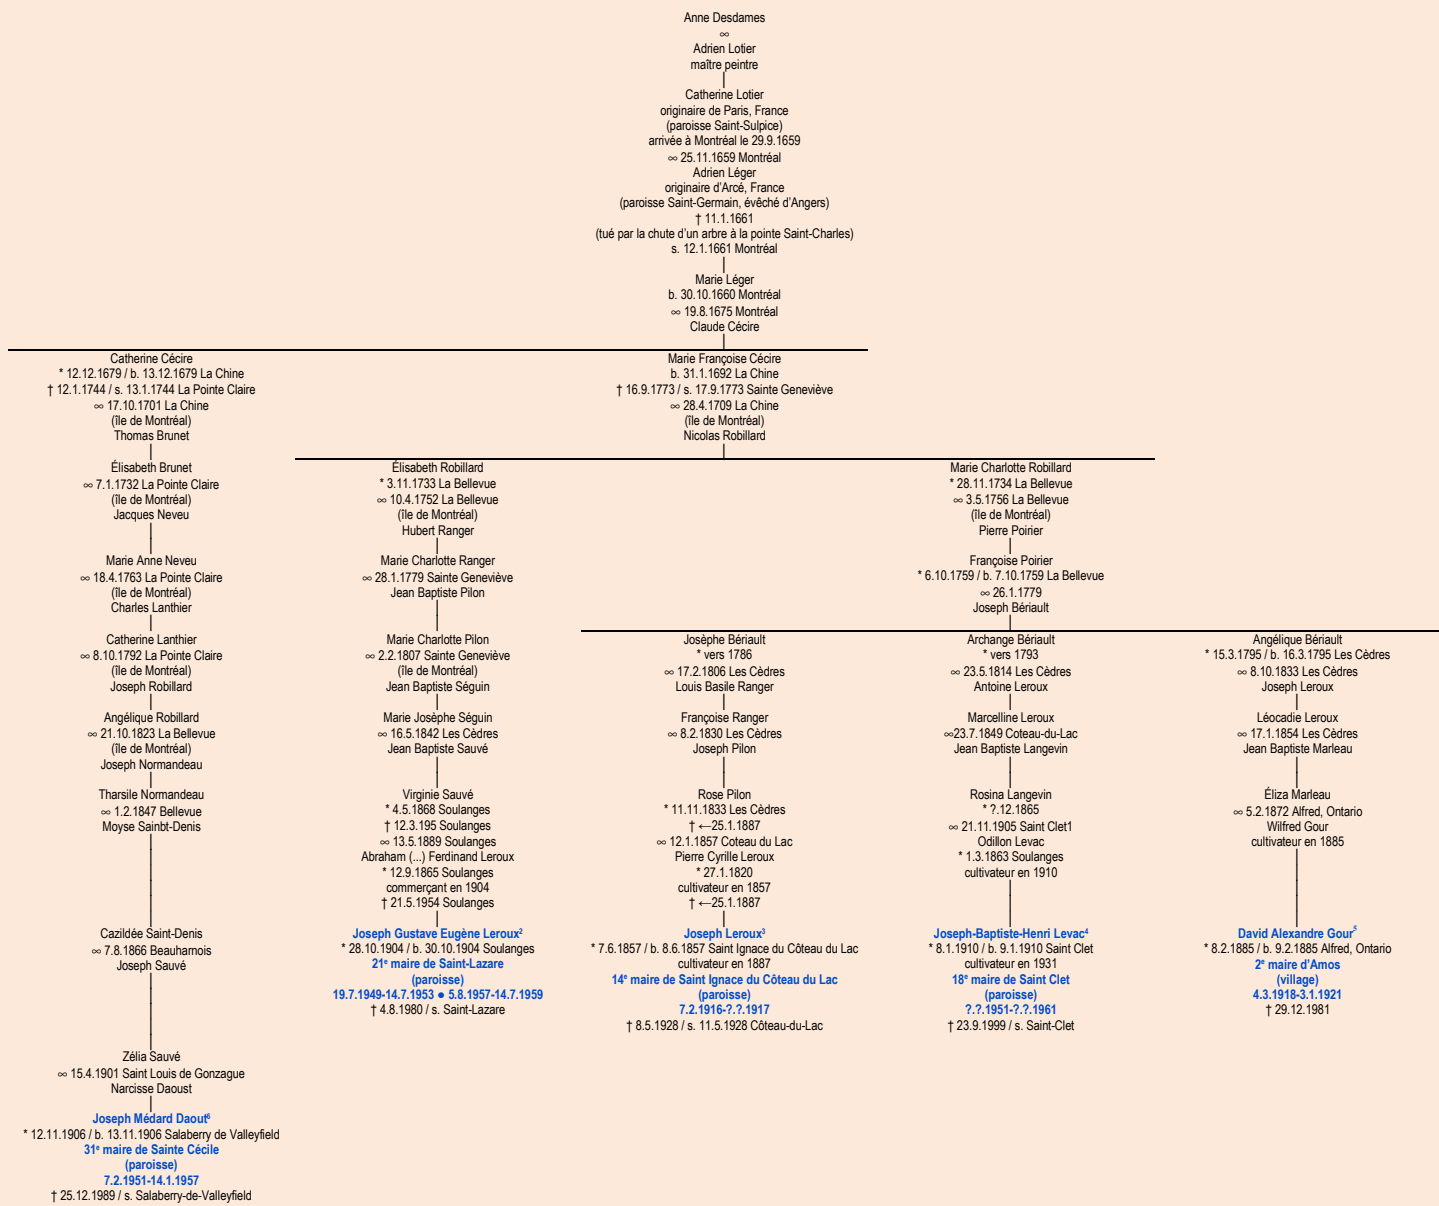 Anne Desdames
∞
Adrien Lotier
maître peintre
Catherine Lotier
originaire de Paris, France
(paroisse Saint-Sulpice)
arrivée à Montréal le 29.9.1659
∞ 25.11.1659 Montréal
Adrien Léger
originaire d'Arcé, France
(paroisse Saint-Germain, évêché d'Angers)
† 11.1.1661
(tué par la chute d'un arbre à la pointe Saint-Charles)
s. 12.1.1661 Montréal
Marie Léger
b. 30.10.1660 Montréal
∞ 19.8.1675 Montréal
Claude Cécire
Catherine Cécire
* 12.12.1679 / b. 13.12.1679 La Chine
† 12.1.1744 / s. 13.1.1744 La Pointe Claire
∞ 17.10.1701 La Chine
(île de Montréal)
Thomas Brunet
Marie Françoise Cécire
b. 31.1.1692 La Chine
† 16.9.1773 / s. 17.9.1773 Sainte Geneviève
∞ 28.4.1709 La Chine
(île de Montréal)
Nicolas Robillard
Élisabeth Brunet
∞ 7.1.1732 La Pointe Claire
(île de Montréal)
Jacques Neveu
Élisabeth Robillard
* 3.11.1733 La Bellevue
∞ 10.4.1752 La Bellevue
(île de Montréal)
Hubert Ranger
Marie Charlotte Robillard
* 28.11.1734 La Bellevue
∞ 3.5.1756 La Bellevue
(île de Montréal)
Pierre Poirier
Marie Anne Neveu
∞ 18.4.1763 La Pointe Claire
(île de Montréal)
Charles Lanthier
Marie Charlotte Ranger
∞ 28.1.1779 Sainte Geneviève
Jean Baptiste Pilon
Françoise Poirier
* 6.10.1759 / b. 7.10.1759 La Bellevue
∞ 26.1.1779
Joseph Bériault
Catherine Lanthier
∞ 8.10.1792 La Pointe Claire
(île de Montréal)
Joseph Robillard
Marie Charlotte Pilon
∞ 2.2.1807 Sainte Geneviève
(île de Montréal)
Jean Baptiste Séguin
Josèphe Bériault
* vers 1786
∞ 17.2.1806 Les Cèdres
Louis Basile Ranger
Archange Bériault
* vers 1793
∞ 23.5.1814 Les Cèdres
Antoine Leroux
Angélique Bériault
* 15.3.1795 / b. 16.3.1795 Les Cèdres
∞ 8.10.1833 Les Cèdres
Joseph Leroux
Angélique Robillard
∞ 21.10.1823 La Bellevue
(île de Montréal)
Joseph Normandeau
Marie Josèphe Séguin
∞ 16.5.1842 Les Cèdres
Jean Baptiste Sauvé
Françoise Ranger
∞ 8.2.1830 Les Cèdres
Joseph Pilon
Marcelline Leroux
∞23.7.1849 Coteau-du-Lac
Jean Baptiste Langevin
Léocadie Leroux
∞ 17.1.1854 Les Cèdres
Jean Baptiste Marleau
Tharsile Normandeau
∞ 1.2.1847 Bellevue
Moyse Sainbt-Denis
Virginie Sauvé
* 4.5.1868 Soulanges
† 12.3.195 Soulanges
∞ 13.5.1889 Soulanges
Abraham (...) Ferdinand Leroux
* 12.9.1865 Soulanges
commerçant en 1904
† 21.5.1954 Soulanges
Rose Pilon
* 11.11.1833 Les Cèdres
† ←25.1.1887
∞ 12.1.1857 Coteau du Lac
Pierre Cyrille Leroux
* 27.1.1820
cultivateur en 1857
† ←25.1.1887
Rosina Langevin
* ?.12.1865
∞ 21.11.1905 Saint Clet1
Odillon Levac
* 1.3.1863 Soulanges
cultivateur en 1910
Éliza Marleau
∞ 5.2.1872 Alfred, Ontario
Wilfred Gour
cultivateur en 1885
Cazildée Saint-Denis
∞ 7.8.1866 Beauharnois
Joseph Sauvé
Joseph Gustave Eugène Leroux²
* 28.10.1904 / b. 30.10.1904 Soulanges
21ᵉ maire de Saint-Lazare
(paroisse)
19.7.1949-14.7.1953 ● 5.8.1957-14.7.1959
† 4.8.1980 / s. Saint-Lazare
Joseph Leroux³
* 7.6.1857 / b. 8.6.1857 Saint Ignace du Côteau du Lac
cultivateur en 1887
14ᵉ maire de Saint Ignace du Côteau du Lac
(paroisse)
7.2.1916-?.?.1917
† 8.5.1928 / s. 11.5.1928 Côteau-du-Lac
Joseph-Baptiste-Henri Levac⁴
* 8.1.1910 / b. 9.1.1910 Saint Clet
cultivateur en 1931
18ᵉ maire de Saint Clet
(paroisse)
?.?.1951-?.?.1961
† 23.9.1999 / s. Saint-Clet
David Alexandre Gour⁵
* 8.2.1885 / b. 9.2.1885 Alfred, Ontario
2ᵉ maire d'Amos
(village)
4.3.1918-3.1.1921
† 29.12.1981
Zélia Sauvé
∞ 15.4.1901 Saint Louis de Gonzague
Narcisse Daoust
Joseph Médard Daout⁶
* 12.11.1906 / b. 13.11.1906 Salaberry de Valleyfield
31ᵉ maire de Sainte Cécile
(paroisse)
7.2.1951-14.1.1957
† 25.12.1989 / s. Salaberry-de-Valleyfield